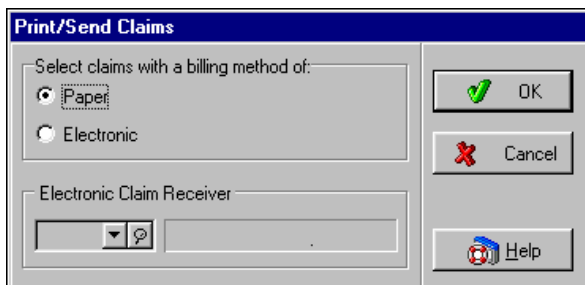 Print/Send Claims
Select claims with a billing method of:
Paper
Electronic
Electronic Claim Receiver
OK
Cancel
Help